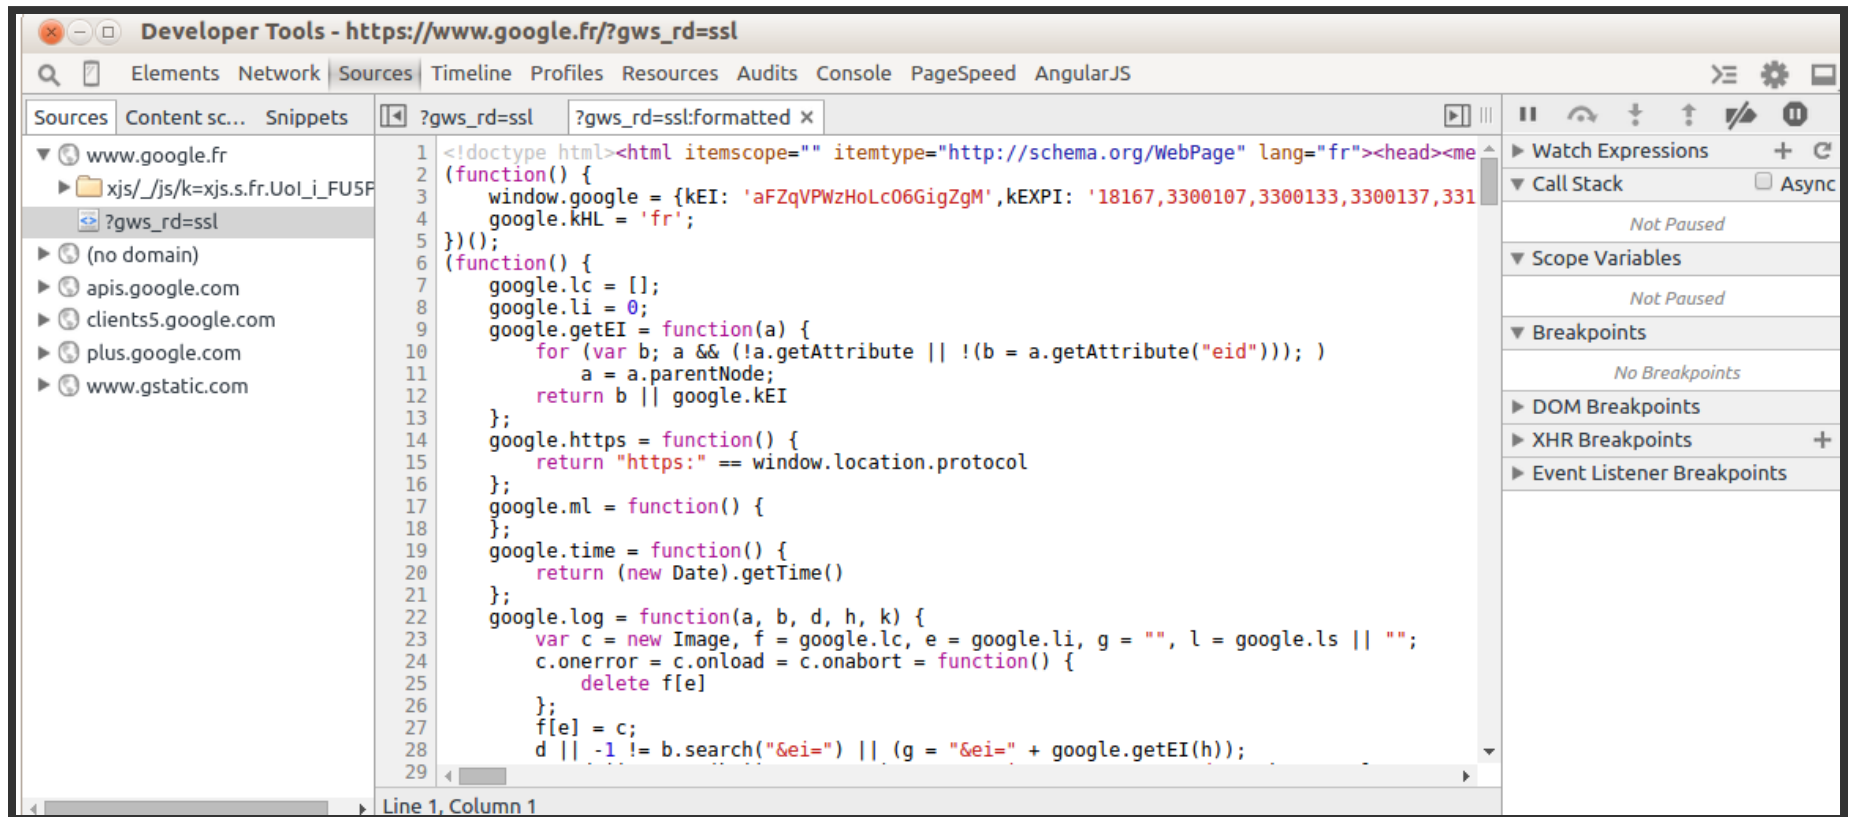 Developer Tools - https://www.google.fr/?gws_rd=ssl
Elements Network Sources Timeline Profiles Resources Audits Console PageSpeed AngularJS
Sources Content sc... Snippets
?gws_rd=ssl ?gws_rd=ssl:formatted
www.google.fr
xjs/_/js/k=xjs.s.fr.UoI_i_FU5F
?gws_rd=ssl
(no domain)
apis.google.com
clients5.google.com
plus.google.com
www.gstatic.com
1 <!doctype html><html itemscope="" itemtype="http://schema.org/WebPage" lang="fr"><head><me
2 (function() {
3     window.google = {kEI: 'aFZqVPWzHoLcO6GigZgM',kEXPI: '18167,3300107,3300133,3300137,331
4     google.kHL = 'fr';
5 })();
6 (function() {
7     google.lc = [];
8     google.li = 0;
9     google.getEI = function(a) {
10         for (var b; a && (!a.getAttribute || !(b = a.getAttribute("eid"))); )
11             a = a.parentNode;
12         return b || google.kEI
13     };
14     google.https = function() {
15         return "https:" == window.location.protocol
16     };
17     google.ml = function() {
18     };
19     google.time = function() {
20         return (new Date).getTime()
21     };
22     google.log = function(a, b, d, h, k) {
23         var c = new Image, f = google.lc, e = google.li, g = "", l = google.ls || "";
24         c.onerror = c.onload = c.onabort = function() {
25             delete f[e]
26         };
27         f[e] = c;
28         d || -1 != b.search("&ei=") || (g = "&ei=" + google.getEI(h));
29
Line 1, Column 1
Watch Expressions
Call Stack Async
Not Paused
Scope Variables
Not Paused
Breakpoints
No Breakpoints
DOM Breakpoints
XHR Breakpoints
Event Listener Breakpoints